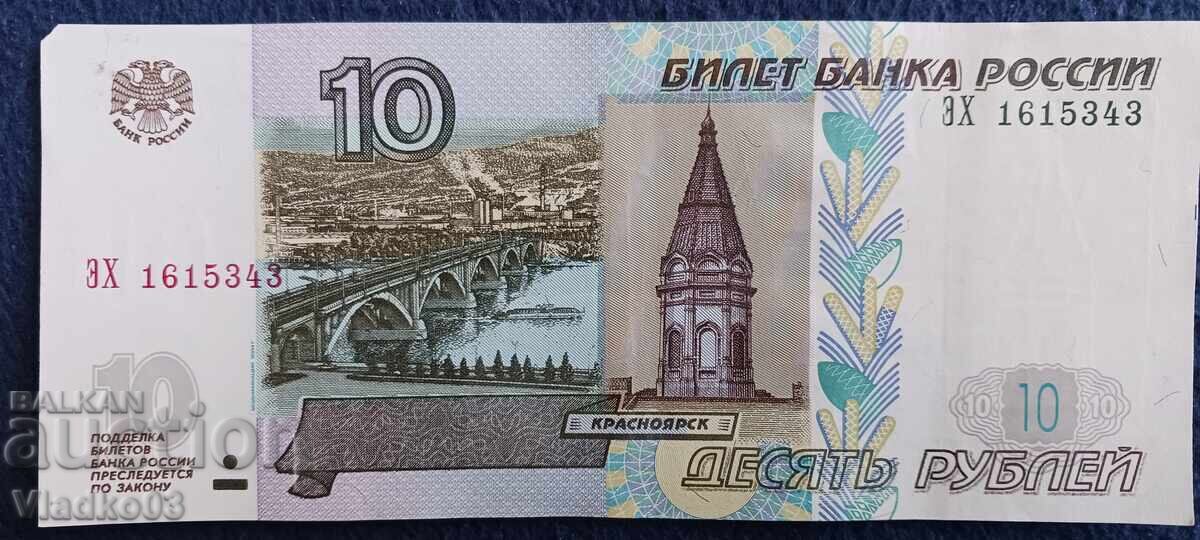 БАНК РОССИИ
10
БИЛЕТ БАНКА РОССИИ
ЭХ 1615343
ЭХ 1615343
КРАСНОЯРСК
10
ПОДДЕЛКА
БИЛЕТОВ
БАНКА РОССИИ
ПРЕСЛЕДУЕТСЯ
ПО ЗАКОНУ
10 10 10
ДЕСЯТЬ РУБЛЕЙ
BALKAN
auction
Vladko03